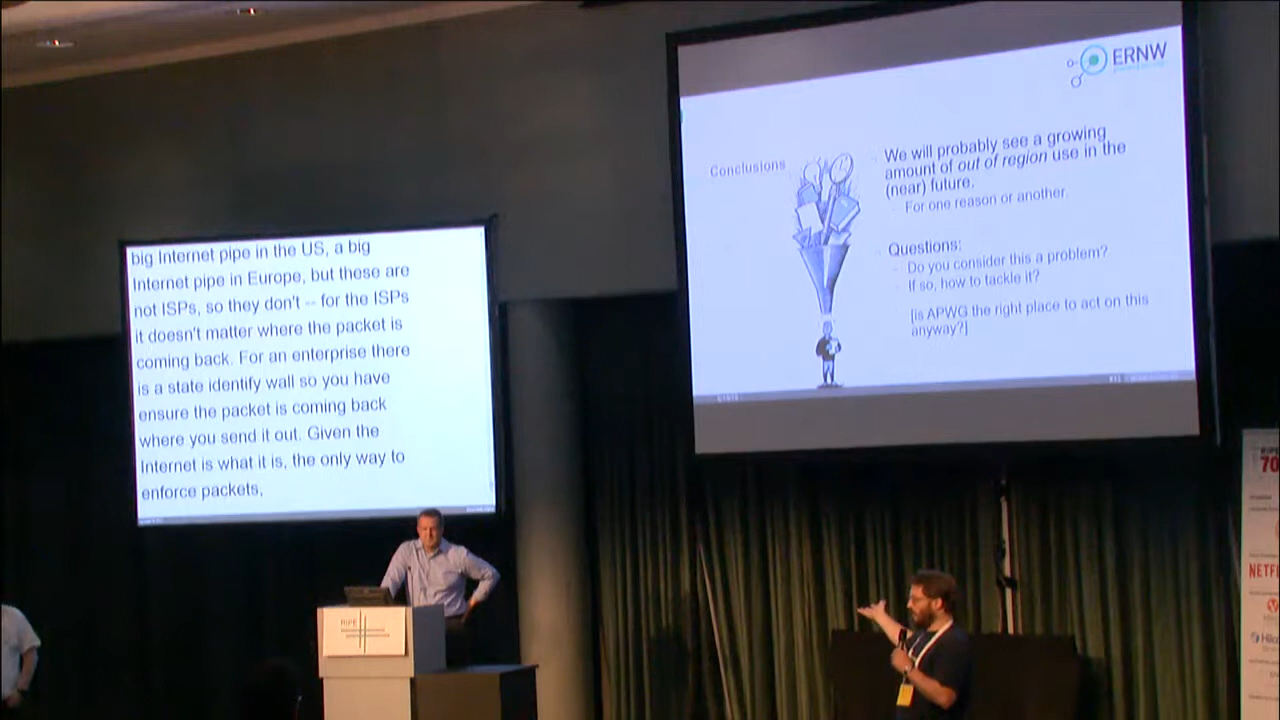 big Internet pipe in the US, a big
Internet pipe in Europe, but these are
not ISPs, so they don't -- for the ISPs
it doesn't matter where the packet is
coming back. For an enterprise there
is a state identify wall so you have
ensure the packet is coming back
where you send it out. Given the
Internet is what it is, the only way to
enforce packets,
ERNW
Conclusions
We will probably see a growing
amount of out of region use in the
(near) future.
For one reason or another.
Questions:
Do you consider this a problem?
If so, how to tackle it?
[is APWG the right place to act on this
anyway?]
RIPE
70
NETFL